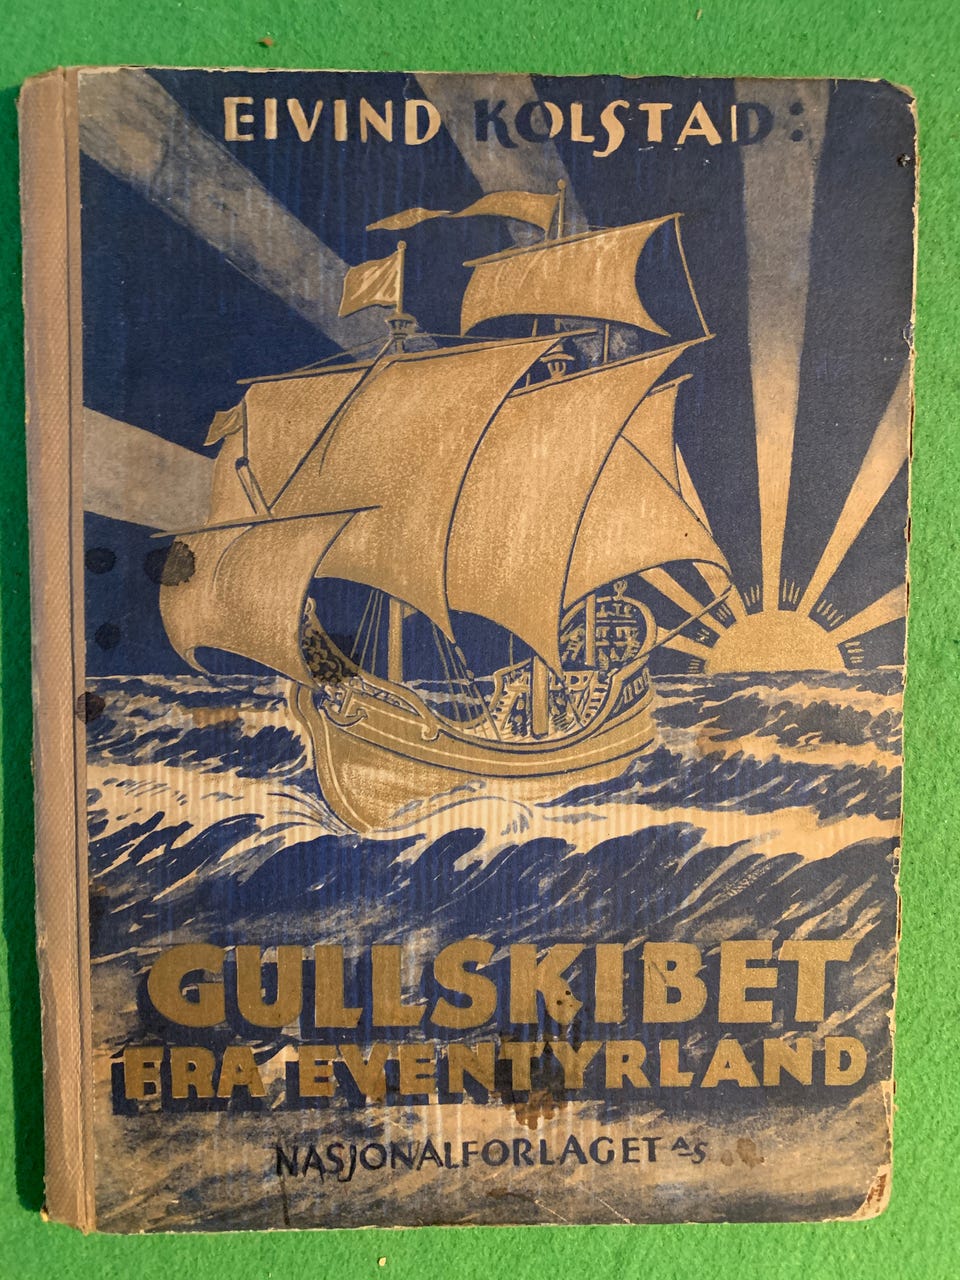 EIVIND KOLSTAD:
GULLSKIBET
FRA EVENTYRLAND
NASJONALFORLAGET A/S